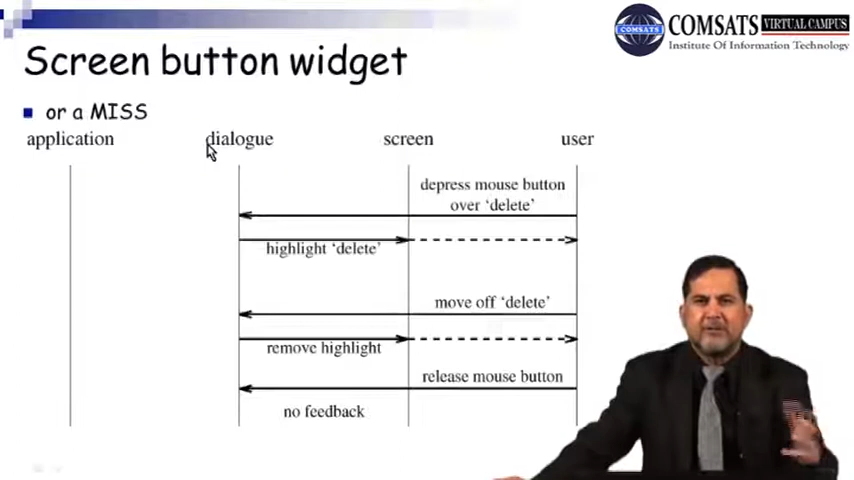 COMSATS VIRTUAL CAMPUS
COMSATS
Institute Of Information Technology
Screen button widget
or a MISS
application dialogue screen user
depress mouse button
over ‘delete’
highlight ‘delete’
move off ‘delete’
remove highlight
release mouse button
no feedback